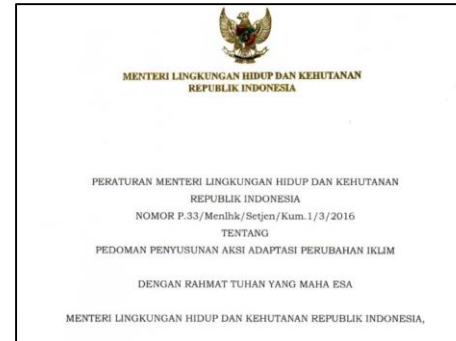 MENTERI LINGKUNGAN HIDUP DAN KEHUTANAN
REPUBLIK INDONESIA
PERATURAN MENTERI LINGKUNGAN HIDUP DAN KEHUTANAN
REPUBLIK INDONESIA
NOMOR P.33/Menlhk/Setjen/Kum.1/3/2016
TENTANG
PEDOMAN PENYUSUNAN AKSI ADAPTASI PERUBAHAN IKLIM
DENGAN RAHMAT TUHAN YANG MAHA ESA
MENTERI LINGKUNGAN HIDUP DAN KEHUTANAN REPUBLIK INDONESIA,